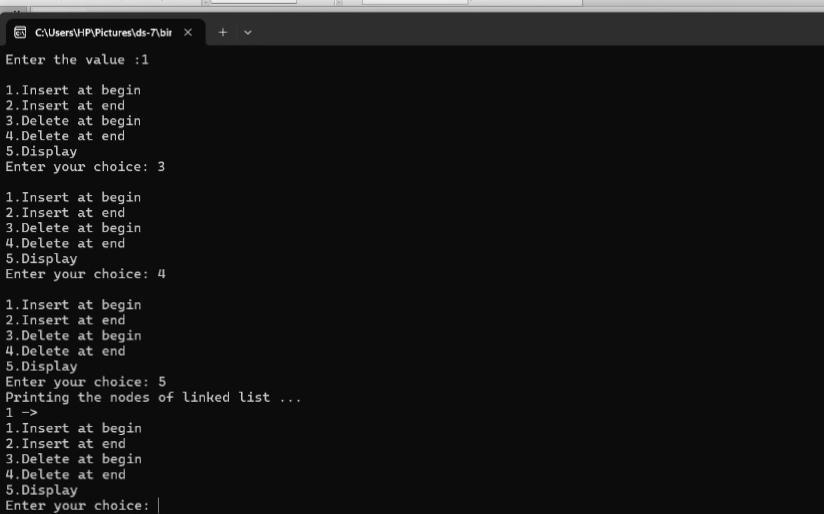 C:\Users\HP\Pictures\ds-7\bir
Enter the value :1
1.Insert at begin
2.Insert at end
3.Delete at begin
4.Delete at end
5.Display
Enter your choice: 3
1.Insert at begin
2.Insert at end
3.Delete at begin
4.Delete at end
5.Display
Enter your choice: 4
1.Insert at begin
2.Insert at end
3.Delete at begin
4.Delete at end
5.Display
Enter your choice: 5
Printing the nodes of linked list ...
1 ->
1.Insert at begin
2.Insert at end
3.Delete at begin
4.Delete at end
5.Display
Enter your choice: